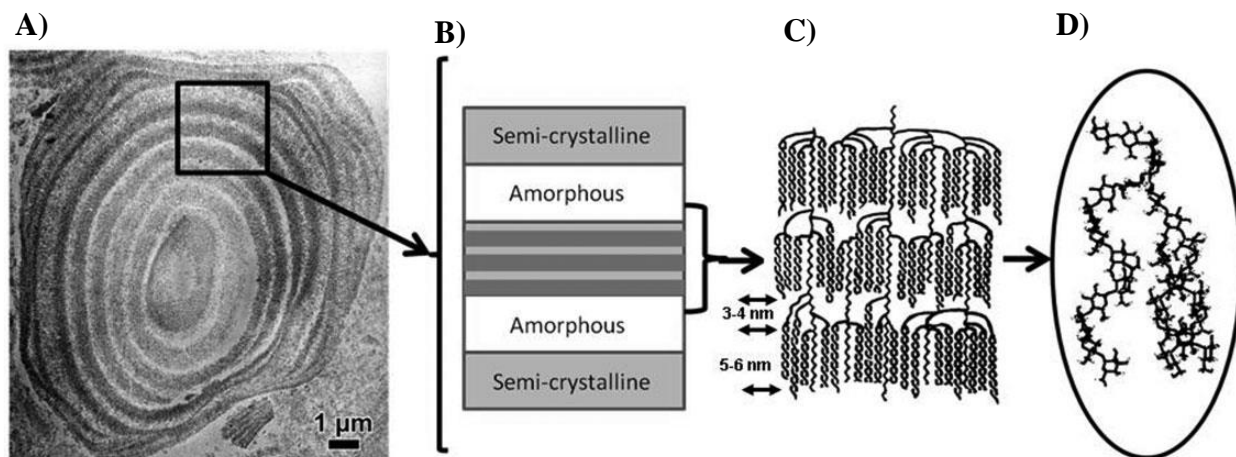 A)
B)
C)
D)
Semi-crystalline
Amorphous
Amorphous
Semi-crystalline
3-4 nm
5-6 nm
1 µm